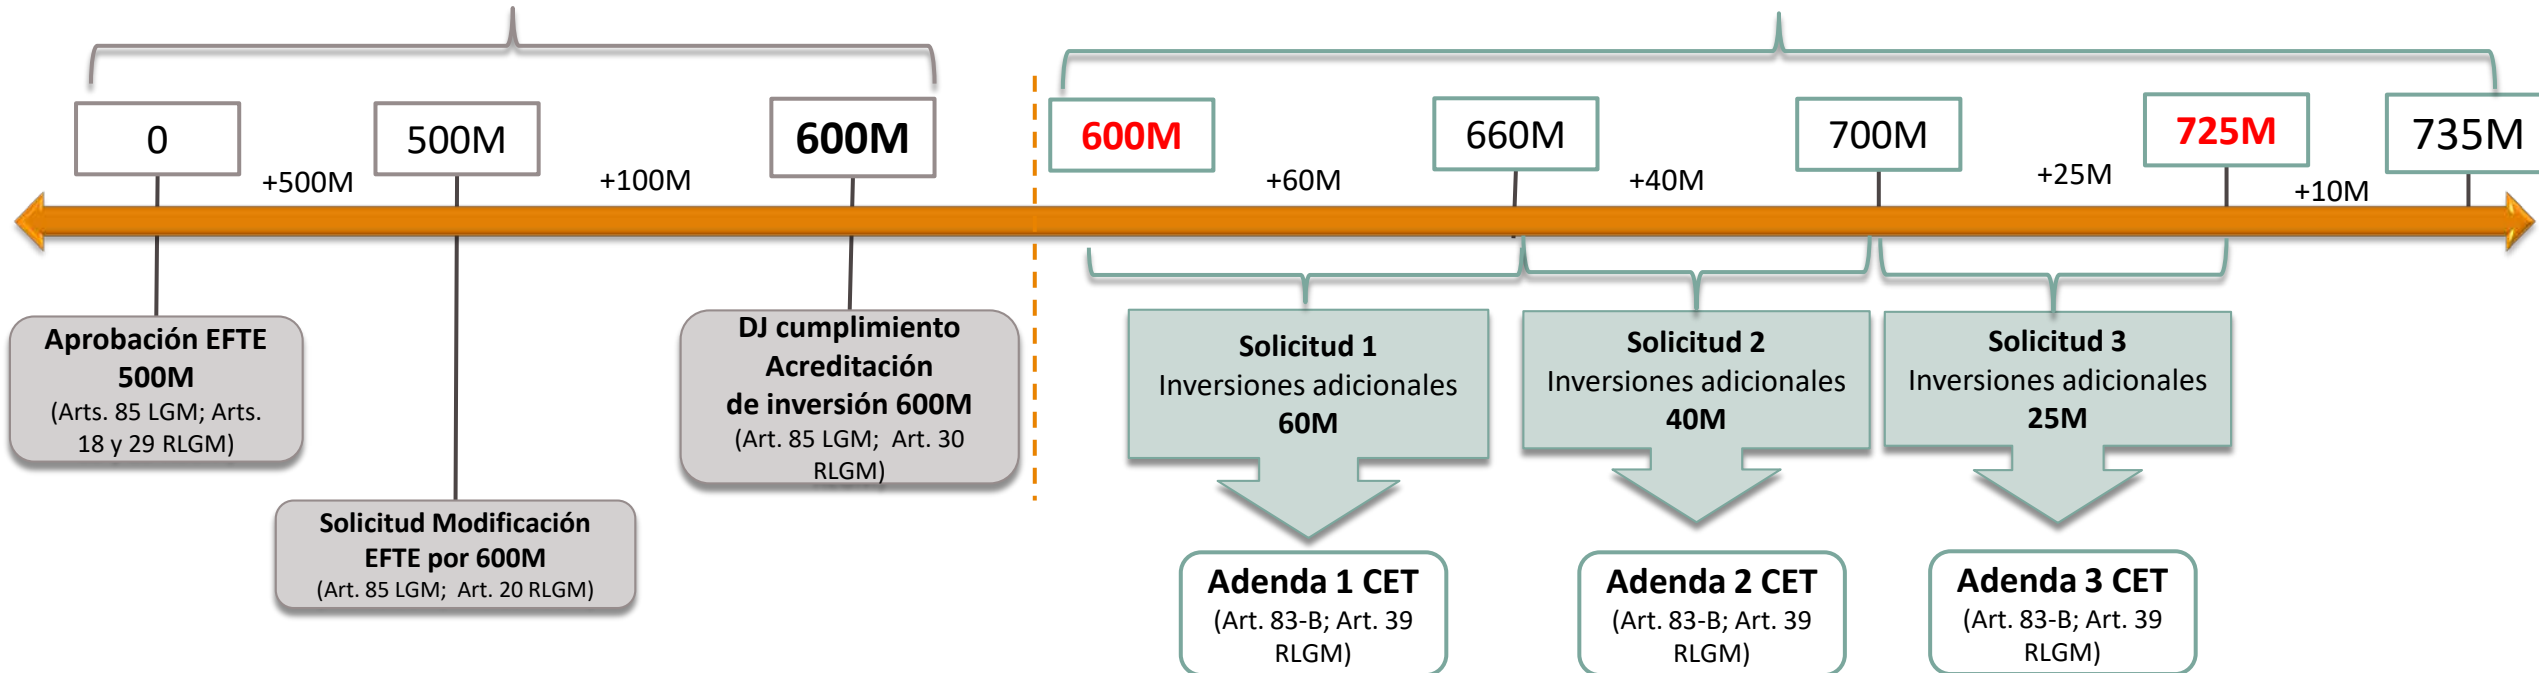 0
500M
600M
600M
660M
700M
725M
735M
+500M
+100M
+60M
+40M
+25M
+10M
Aprobación EFTE
500M
(Arts. 85 LGM; Arts.
18 y 29 RLGM)
Solicitud Modificación
EFTE por 600M
(Art. 85 LGM; Art. 20 RLGM)
DJ cumplimiento
Acreditación
de inversión 600M
(Art. 85 LGM; Art. 30
RLGM)
Solicitud 1
Inversiones adicionales
60M
Solicitud 2
Inversiones adicionales
40M
Solicitud 3
Inversiones adicionales
25M
Adenda 1 CET
(Art. 83-B; Art. 39
RLGM)
Adenda 2 CET
(Art. 83-B; Art. 39
RLGM)
Adenda 3 CET
(Art. 83-B; Art. 39
RLGM)